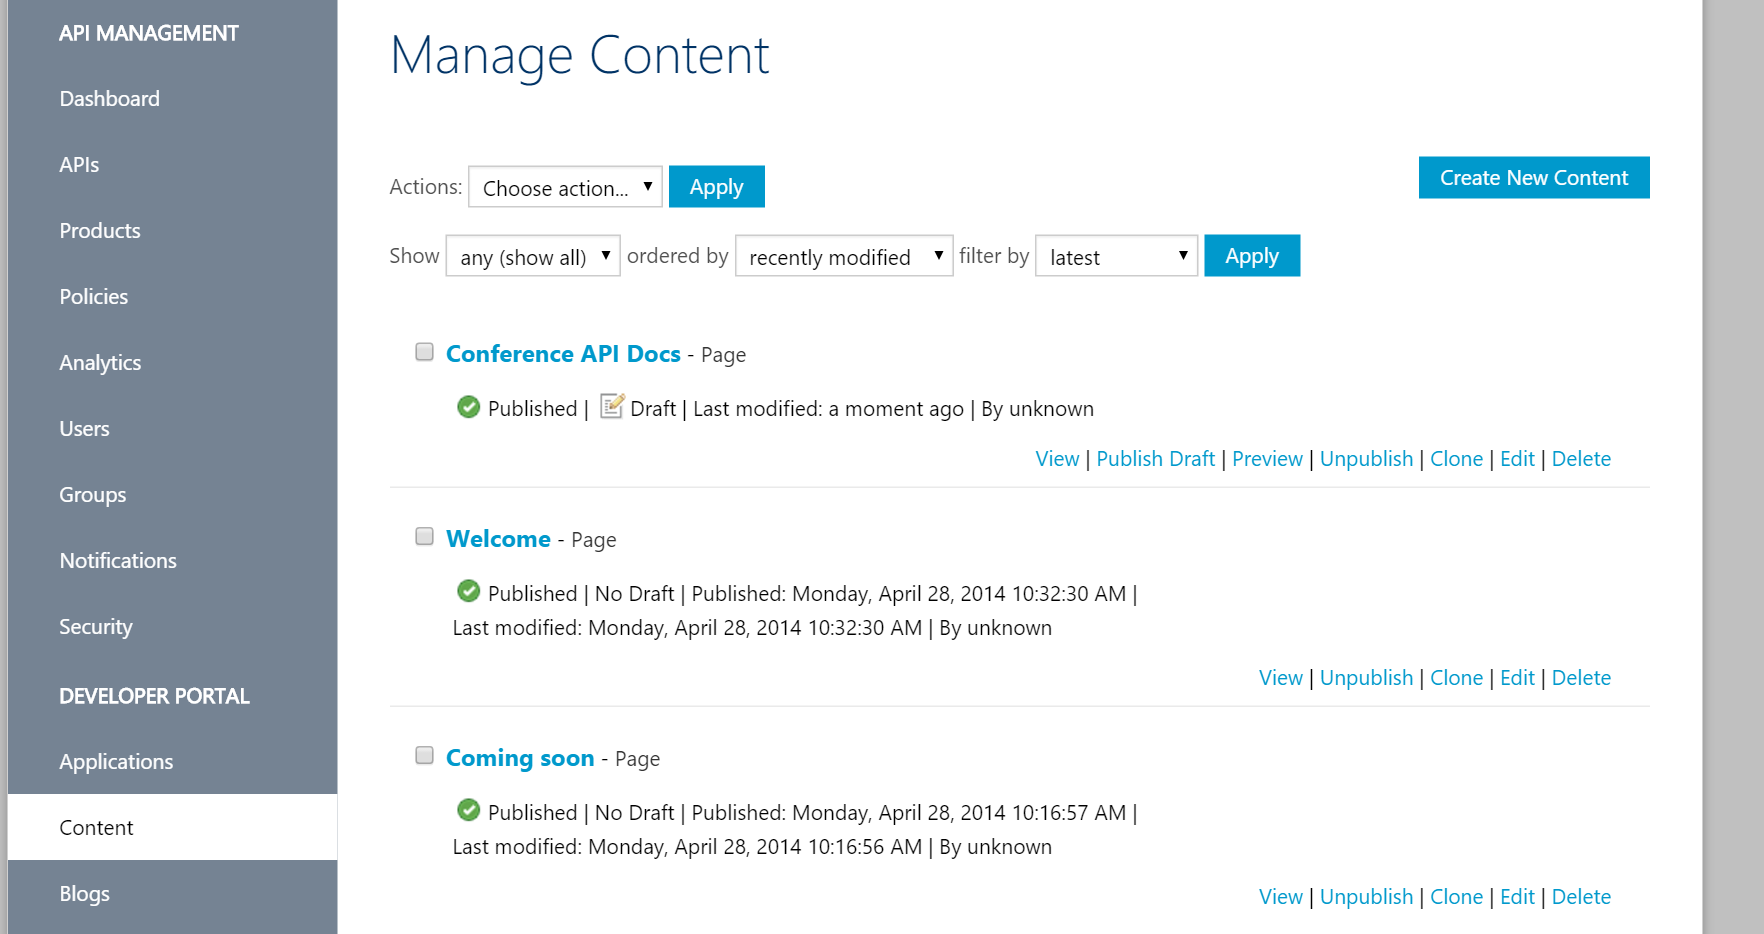 API MANAGEMENT
Dashboard
APIs
Products
Policies
Analytics
Users
Groups
Notifications
Security
DEVELOPER PORTAL
Applications
Content
Blogs
Manage Content
Actions: Choose action... Apply
Create New Content
Show any (show all) ordered by recently modified filter by latest Apply
Conference API Docs - Page
Published | Draft | Last modified: a moment ago | By unknown
View | Publish Draft | Preview | Unpublish | Clone | Edit | Delete
Welcome - Page
Published | No Draft | Published: Monday, April 28, 2014 10:32:30 AM |
Last modified: Monday, April 28, 2014 10:32:30 AM | By unknown
View | Unpublish | Clone | Edit | Delete
Coming soon - Page
Published | No Draft | Published: Monday, April 28, 2014 10:16:57 AM |
Last modified: Monday, April 28, 2014 10:16:56 AM | By unknown
View | Unpublish | Clone | Edit | Delete